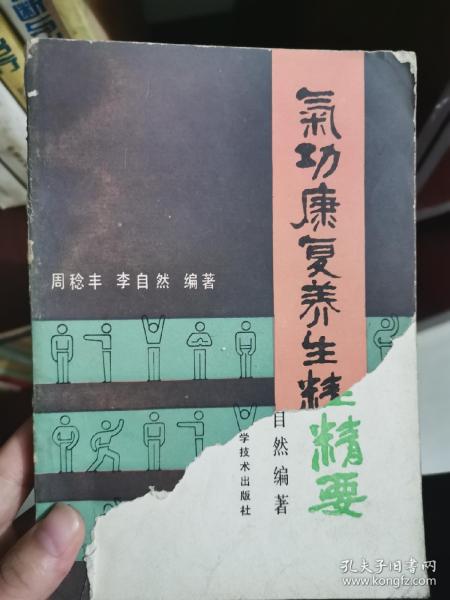 氣功康复养生精
精要
周稔丰 李自然 编著
自然编著
学技术出版社
孔夫子旧书网
www.kongfz.com